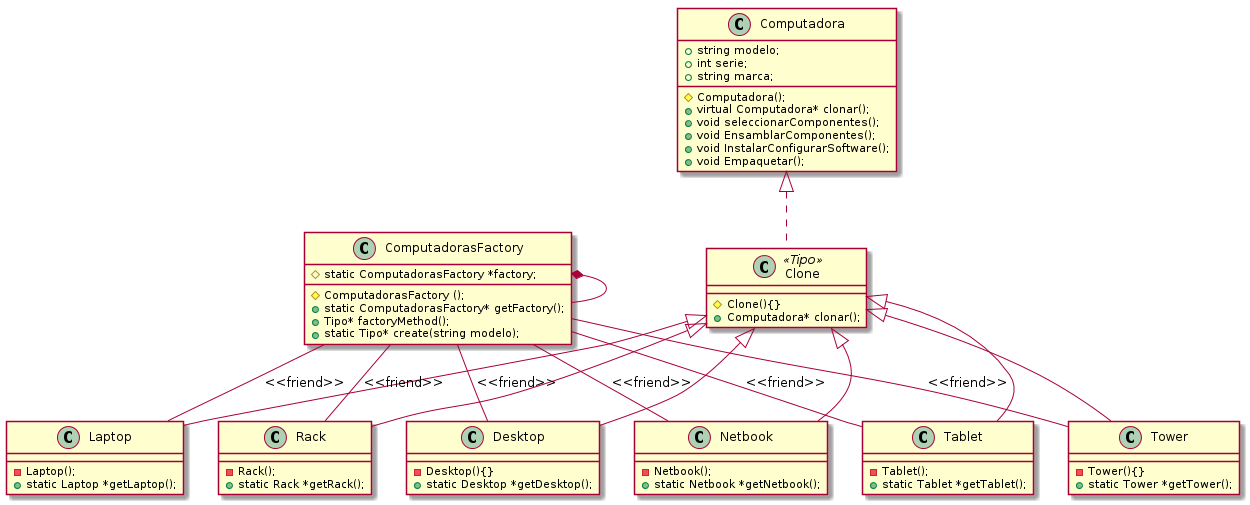 C Computadora
string modelo;
int serie;
string marca;
Computadora();
virtual Computadora* clonar();
void seleccionarComponentes();
void EnsamblarComponentes();
void InstalarConfigurarSoftware();
void Empaquetar();
C ComputadorasFactory
static ComputadorasFactory *factory;
ComputadorasFactory ();
static ComputadorasFactory* getFactory();
Tipo* factoryMethod();
static Tipo* create(string modelo);
C «Tipo»
Clone
Clone(){}
Computadora* clonar();
<<friend>>
<<friend>>
<<friend>>
<<friend>>
<<friend>>
<<friend>>
C Laptop
Laptop();
static Laptop *getLaptop();
C Rack
Rack();
static Rack *getRack();
C Desktop
Desktop(){}
static Desktop *getDesktop();
C Netbook
Netbook();
static Netbook *getNetbook();
C Tablet
Tablet();
static Tablet *getTablet();
C Tower
Tower(){}
static Tower *getTower();